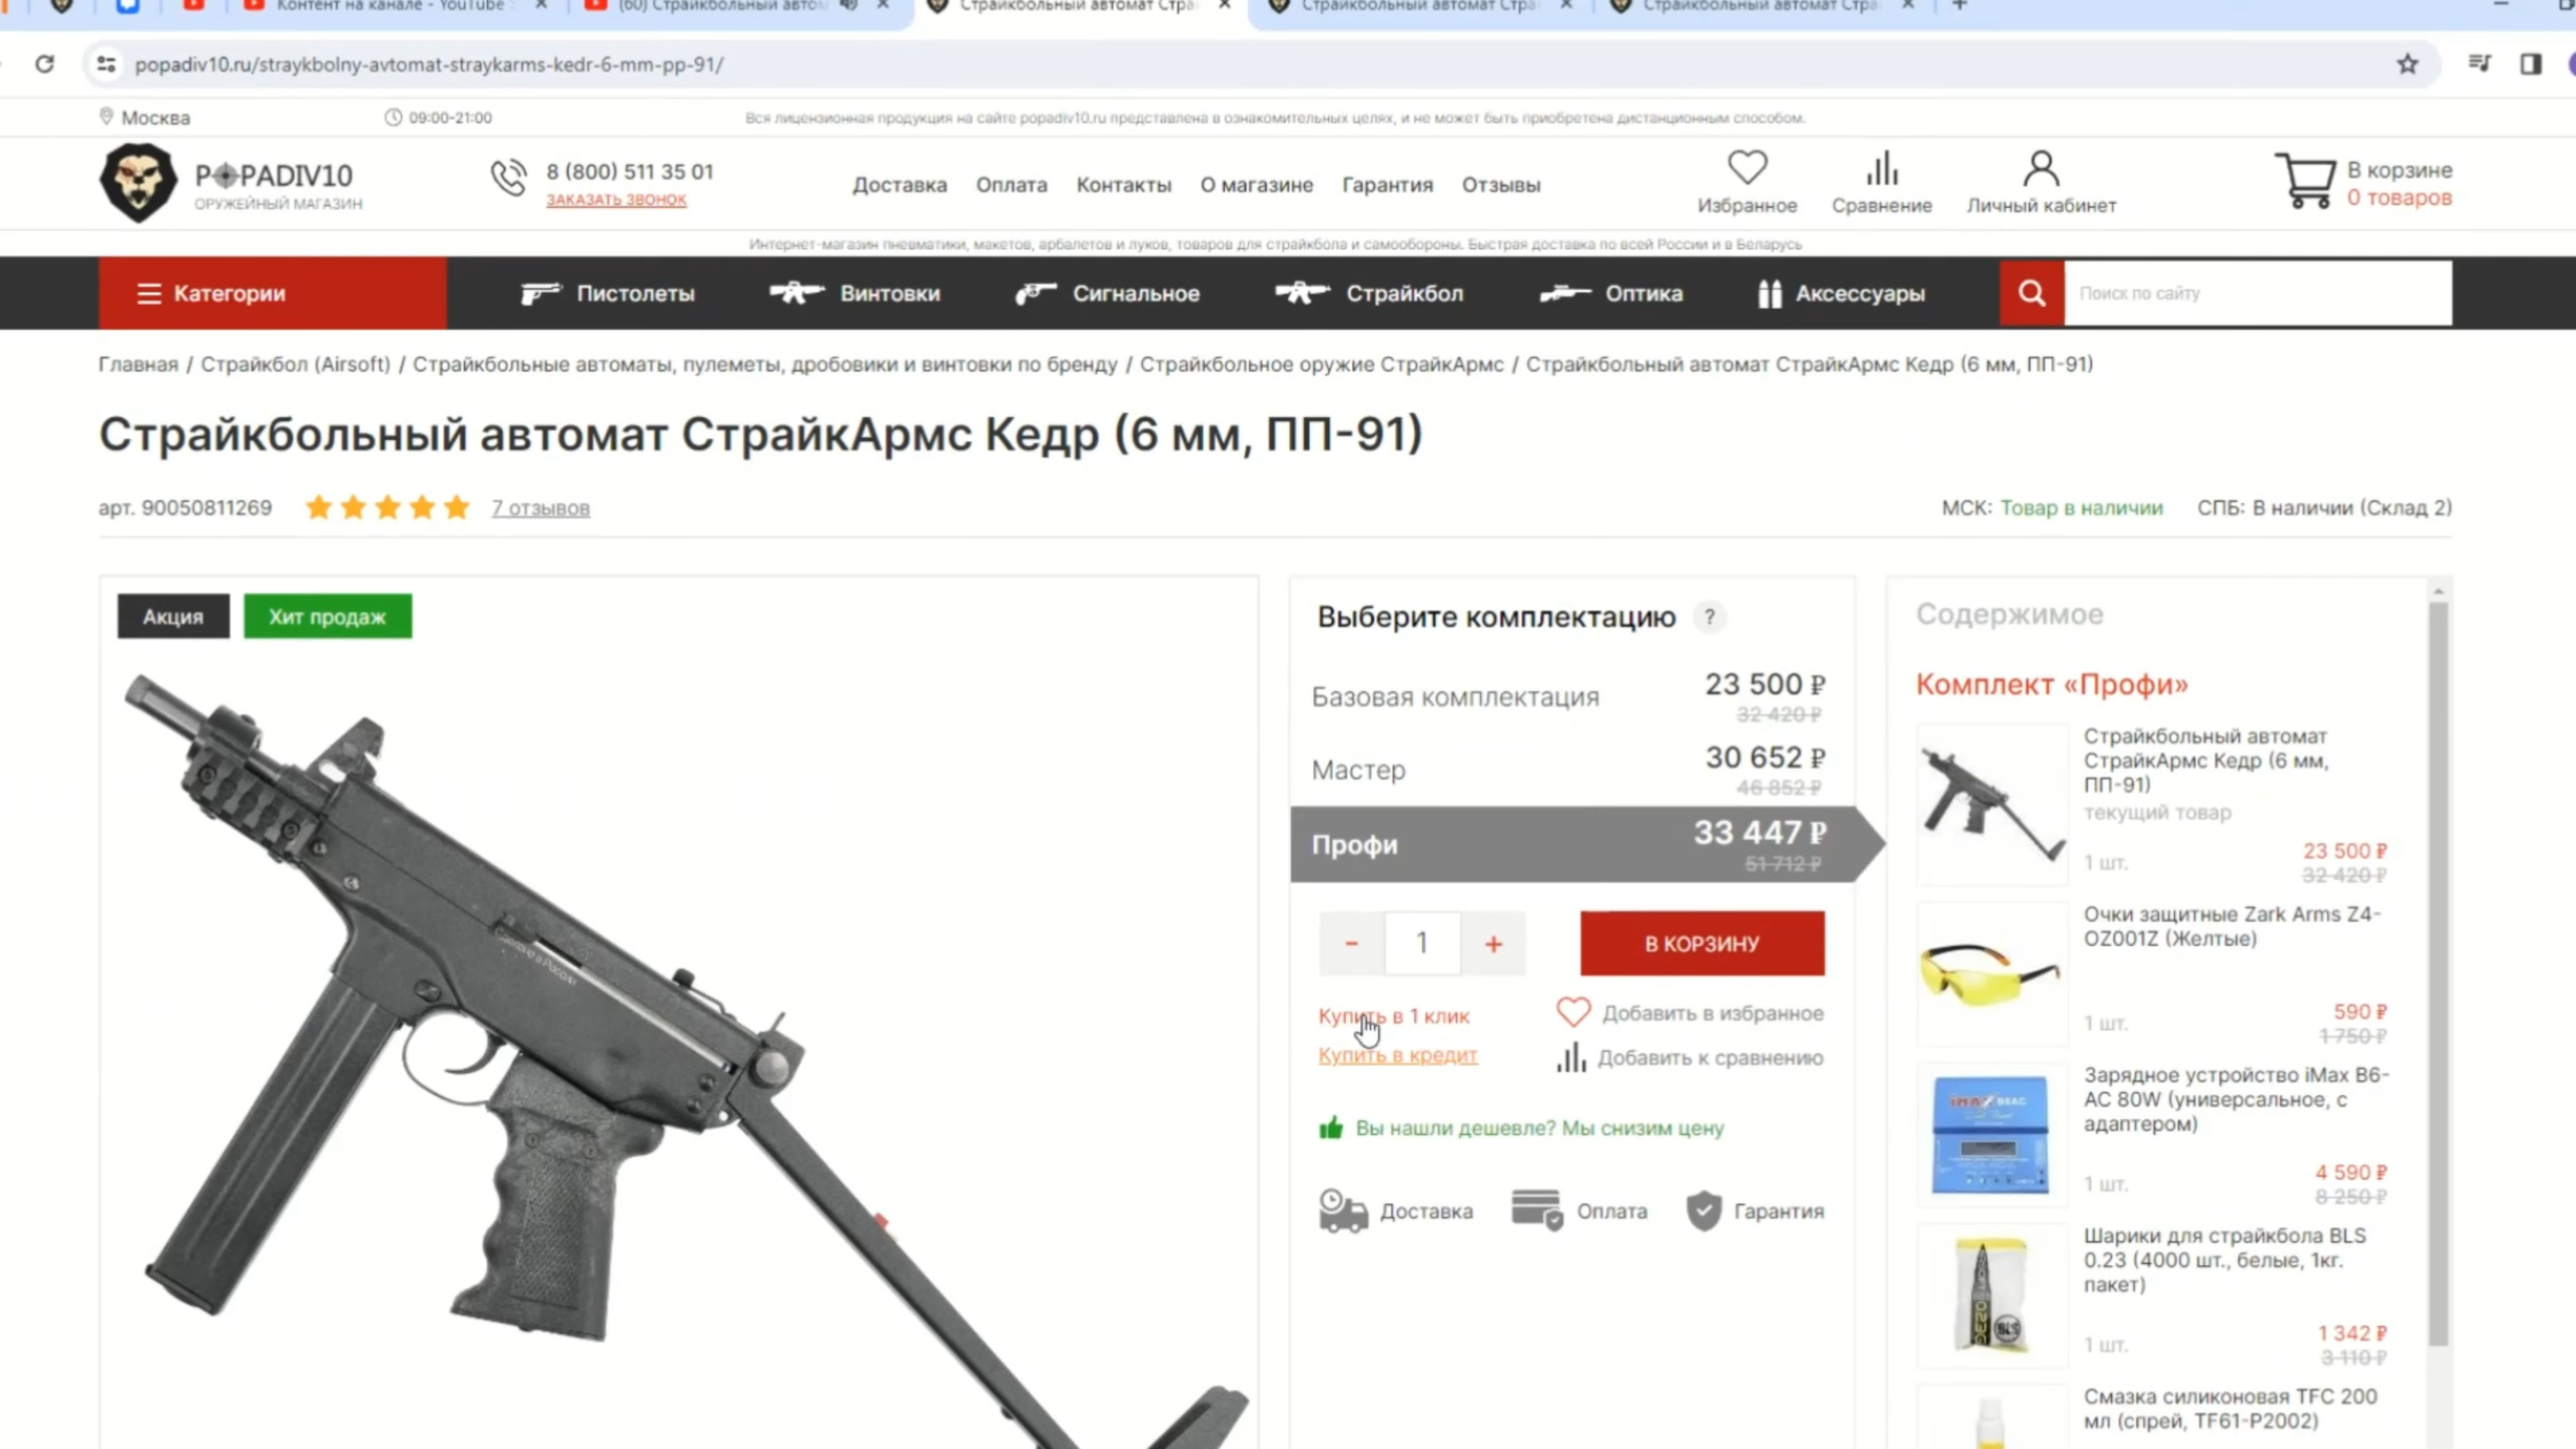 Контент на канале - YouTube
(60) Страйкбольный автом
Страйкбольный автомат Стра
Страйкбольный автомат Стра
Страйкбольный автомат Стра
popadiv10.ru/straykbolny-avtomat-straykarms-kedr-6-mm-pp-91/
Москва
09:00-21:00
Вся лицензионная продукция на сайте popadiv10.ru представлена в ознакомительных целях, и не может быть приобретена дистанционным способом.
POPADIV10
ОРУЖЕЙНЫЙ МАГАЗИН
8 (800) 511 35 01
ЗАКАЗАТЬ ЗВОНОК
Доставка Оплата Контакты О магазине Гарантия Отзывы
Избранное Сравнение Личный кабинет
В корзине
0 товаров
Интернет-магазин пневматики, макетов, арбалетов и луков, товаров для страйкбола и самообороны. Быстрая доставка по всей России и в Беларусь
Категории Пистолеты Винтовки Сигнальное Страйкбол Оптика Аксессуары Поиск по сайту
Главная / Страйкбол (Airsoft) / Страйкбольные автоматы, пулеметы, дробовики и винтовки по бренду / Страйкбольное оружие СтрайкАрмс / Страйкбольный автомат СтрайкАрмс Кедр (6 мм, ПП-91)
Страйкбольный автомат СтрайкАрмс Кедр (6 мм, ПП-91)
арт. 90050811269 7 отзывов
МСК: Товар в наличии СПБ: В наличии (Склад 2)
Акция Хит продаж
Выберите комплектацию ?
Базовая комплектация 23 500 ₽
32 420 ₽
Мастер 30 652 ₽
46 852 ₽
Профи 33 447 ₽
51 712 ₽
- 1 + В КОРЗИНУ
Купить в 1 клик Добавить в избранное
Купить в кредит Добавить к сравнению
Вы нашли дешевле? Мы снизим цену
Доставка Оплата Гарантия
Содержимое
Комплект «Профи»
Страйкбольный автомат
СтрайкАрмс Кедр (6 мм,
ПП-91)
текущий товар
1 шт. 23 500 ₽
32 420 ₽
Очки защитные Zark Arms Z4-
OZ001Z (Желтые)
1 шт. 590 ₽
1 750 ₽
Зарядное устройство iMax B6-
AC 80W (универсальное, с
адаптером)
1 шт. 4 590 ₽
8 250 ₽
Шарики для страйкбола BLS
0.23 (4000 шт., белые, 1кг.
пакет)
1 шт. 1 342 ₽
3 110 ₽
Смазка силиконовая TFC 200
мл (спрей, TF61-P2002)